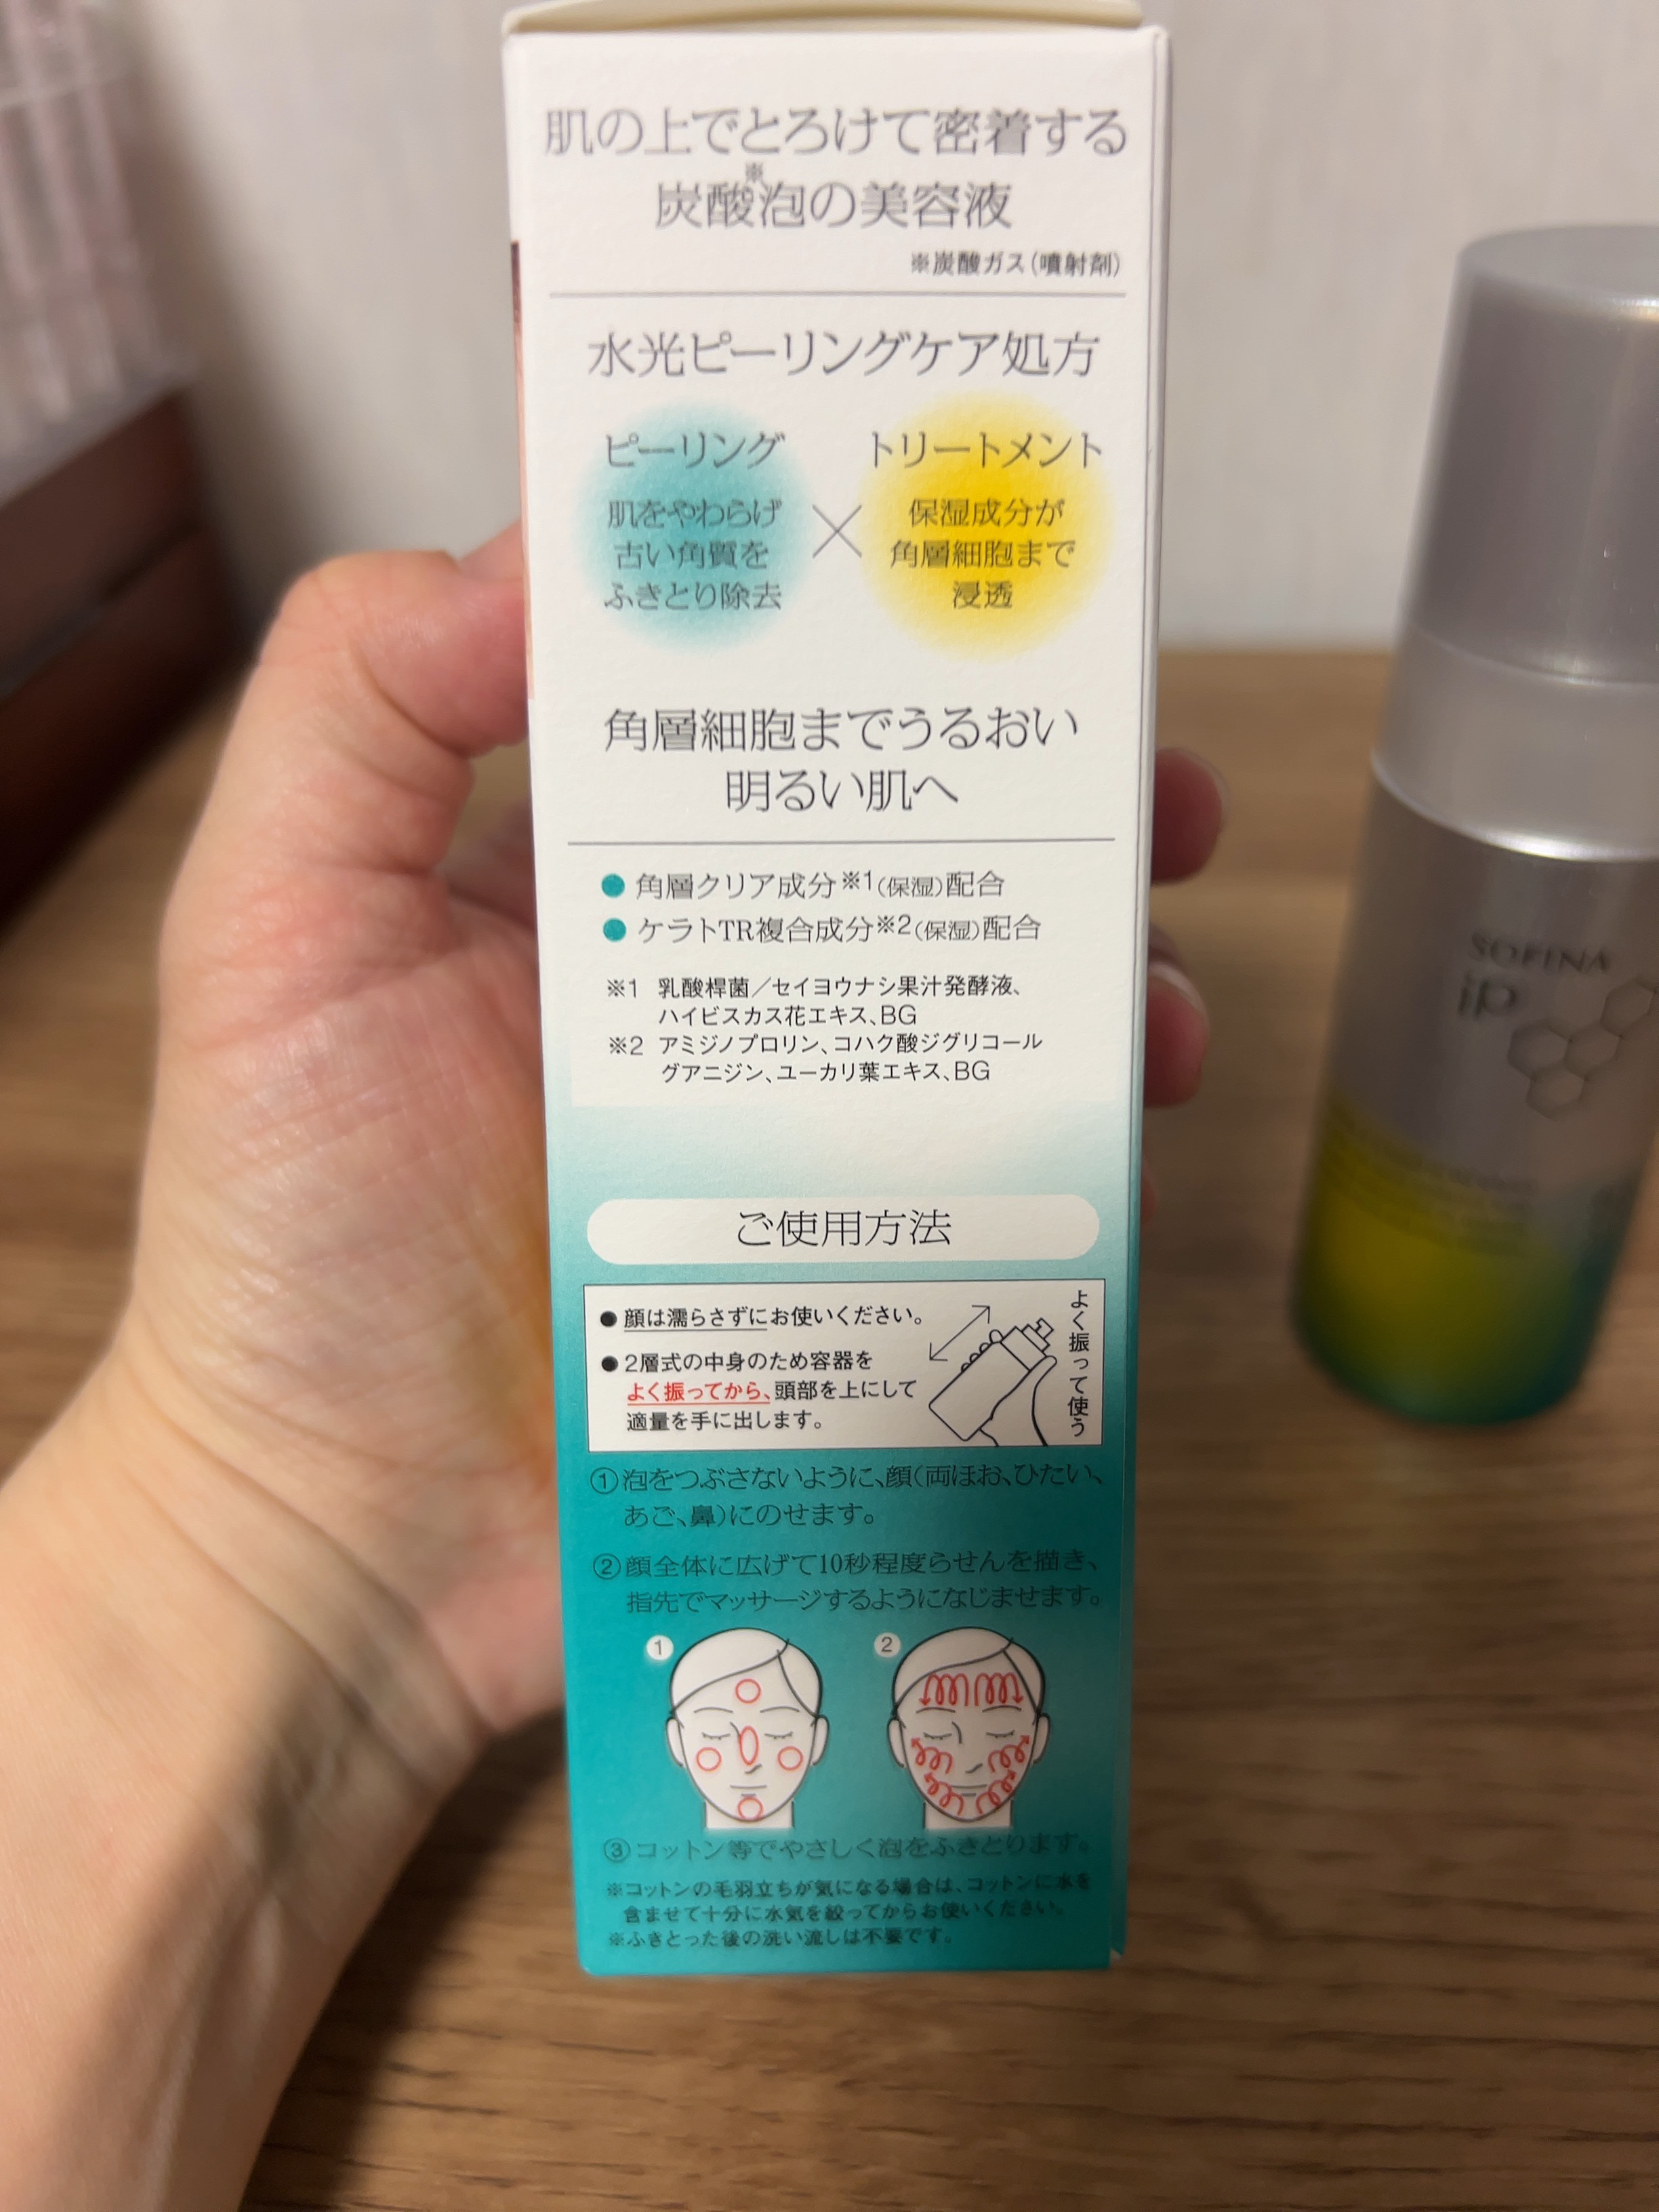 肌の上でとろけて密着する
炭酸※泡の美容液
※炭酸ガス(噴射剤)
水光ピーリングケア処方
ピーリング
肌をやわらげ
古い角質を
ふきとり除去
×
トリートメント
保湿成分が
角層細胞まで
浸透
角層細胞までうるおい
明るい肌へ
● 角層クリア成分※1(保湿)配合
● ケラトTR複合成分※2(保湿)配合
※1 乳酸桿菌/セイヨウナシ果汁発酵液、
ハイビスカス花エキス、BG
※2 アミジノプロリン、コハク酸ジグリコール
グアニジン、ユーカリ葉エキス、BG
ご使用方法
● 顔は濡らさずにお使いください。
● 2層式の中身のため容器を
よく振ってから、頭部を上にして
適量を手に出します。
よく振って使う
①泡をつぶさないように、顔(両ほお、ひたい、
あご、鼻)にのせます。
②顔全体に広げて10秒程度らせんを描き、
指先でマッサージするようになじませます。
1
2
③コットン等でやさしく泡をふきとります。
※コットンの毛羽立ちが気になる場合は、コットンに水を
含ませて十分に水気を絞ってからお使いください。
※ふきとった後の洗い流しは不要です。
SOFINA
iP